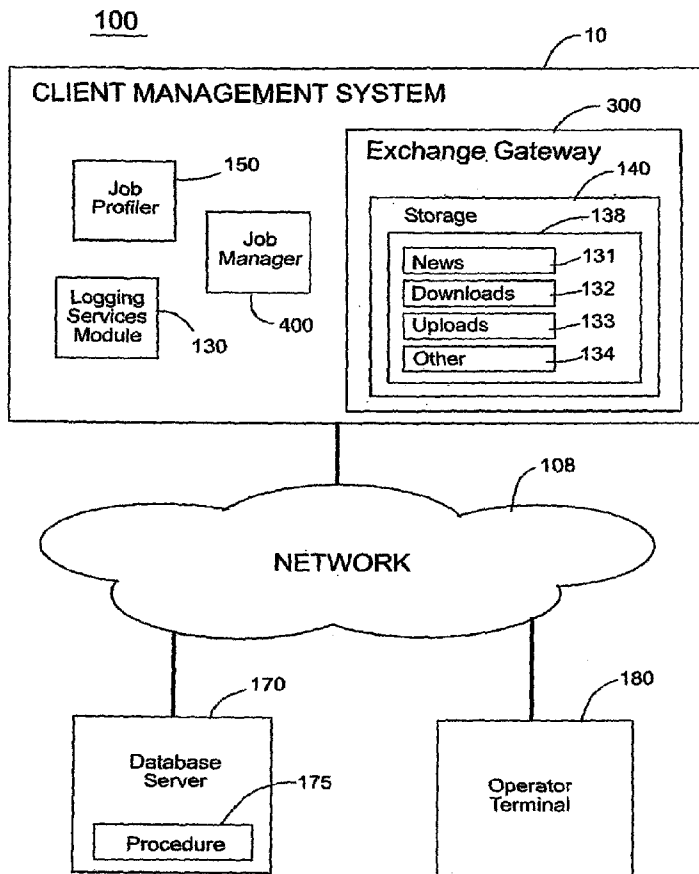 100
10
CLIENT MANAGEMENT SYSTEM
300
Exchange Gateway
150
Job
Profiler
140
Storage
138
Job
Manager
400
News
131
Downloads
132
Uploads
133
Other
134
Logging
Services
Module
130
108
NETWORK
170
Database
Server
175
Procedure
180
Operator
Terminal